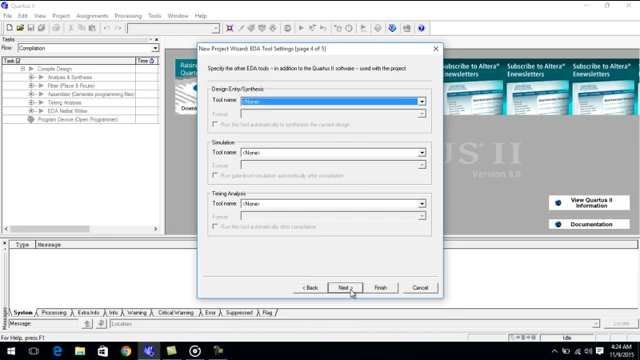 Quartus II
File Edit View Project Assignments Processing Tools Window Help
Tasks
Flow: Compilation
Task Time
Compile Design
Analysis & Synthesis
Fitter (Place & Route)
Assembler (Generate programming files)
Timing Analysis
EDA Netlist Writer
Program Device (Open Programmer)
New Project Wizard: EDA Tool Settings [page 4 of 5]
Specify the other EDA tools -- in addition to the Quartus II software -- used with the project.
Design Entry/Synthesis
Tool name: <None>
Format:
Run this tool automatically to synthesize the current design
Simulation
Tool name: <None>
Format:
Run gate-level simulation automatically after compilation
Timing Analysis
Tool name: <None>
Format:
Run this tool automatically after compilation
< Back Next > Finish Cancel
Subscribe to Altera
Newsletters
Subscribe to Altera
eNewsletters
US II
Version 9.0
View Quartus II
Information
Documentation
Type Message
System Processing Extra Info Info Warning Critical Warning Error Suppressed Flag
Messages
Message: Location: Locate
For Help, press F1 Idle
4:24 AM
11/9/2015